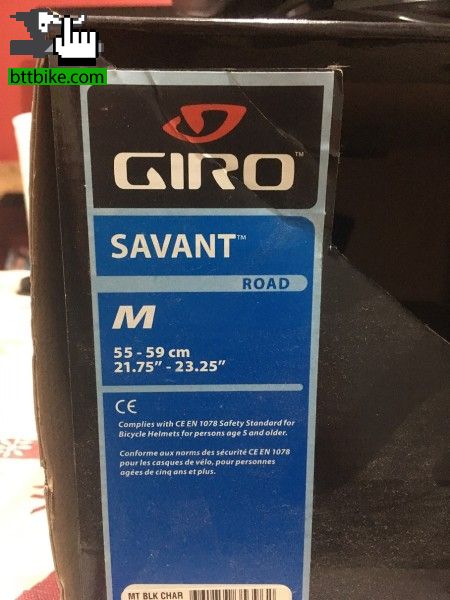 bttbike.com
GIRO™
SAVANT™
ROAD
M
55 - 59 cm
21.75” - 23.25”
CE
Complies with CE EN 1078 Safety Standard for
Bicycle Helmets for persons age 5 and older.
Conforme aux norms des sécurité CE EN 1078
pour les casques de vélo, pour personnes
agées de cinq ans et plus.
MT BLK CHAR